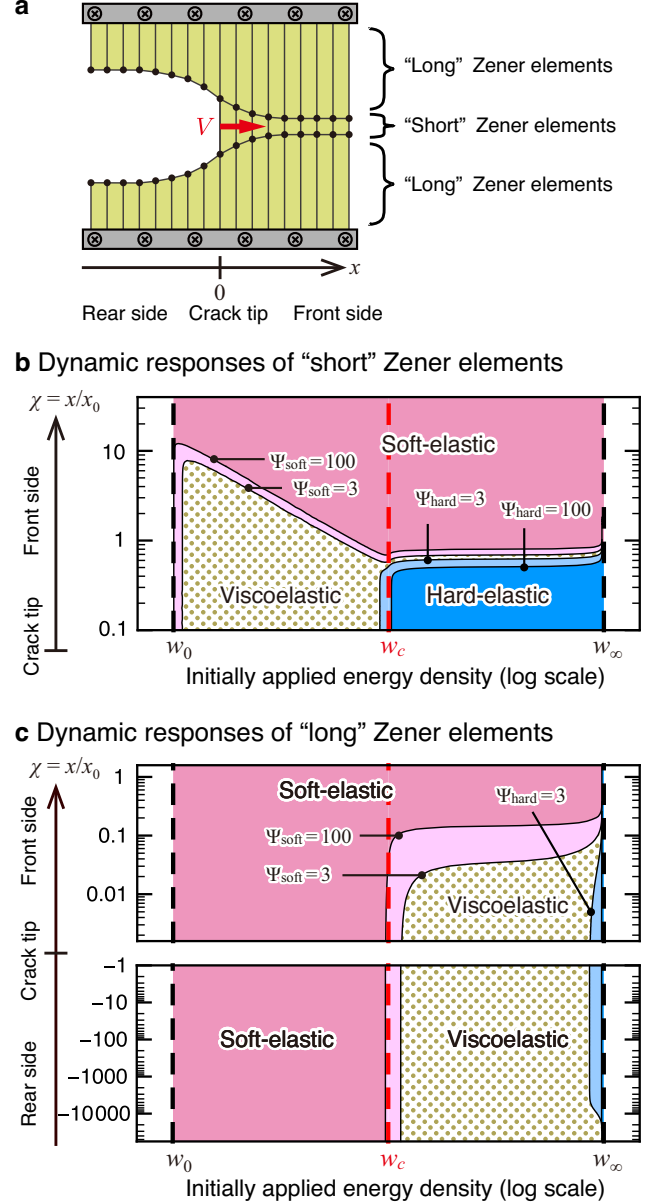 a
“Long” Zener elements
V
“Short” Zener elements
“Long” Zener elements
x
0
Rear side Crack tip Front side
b Dynamic responses of “short” Zener elements
χ = x/x₀
Soft-elastic
10
Ψsoft = 100
Ψsoft = 3
Ψhard = 3
Ψhard = 100
1
Viscoelastic
Hard-elastic
0.1
Front side
Crack tip
w₀ w_c w_∞
Initially applied energy density (log scale)
c Dynamic responses of “long” Zener elements
χ = x/x₀
1
Soft-elastic
Ψhard = 3
0.1
Ψsoft = 100
Ψsoft = 3
0.01
Viscoelastic
−1
−10
−100
Soft-elastic
Viscoelastic
−1000
−10000
Front side
Crack tip
Rear side
w₀ w_c w_∞
Initially applied energy density (log scale)